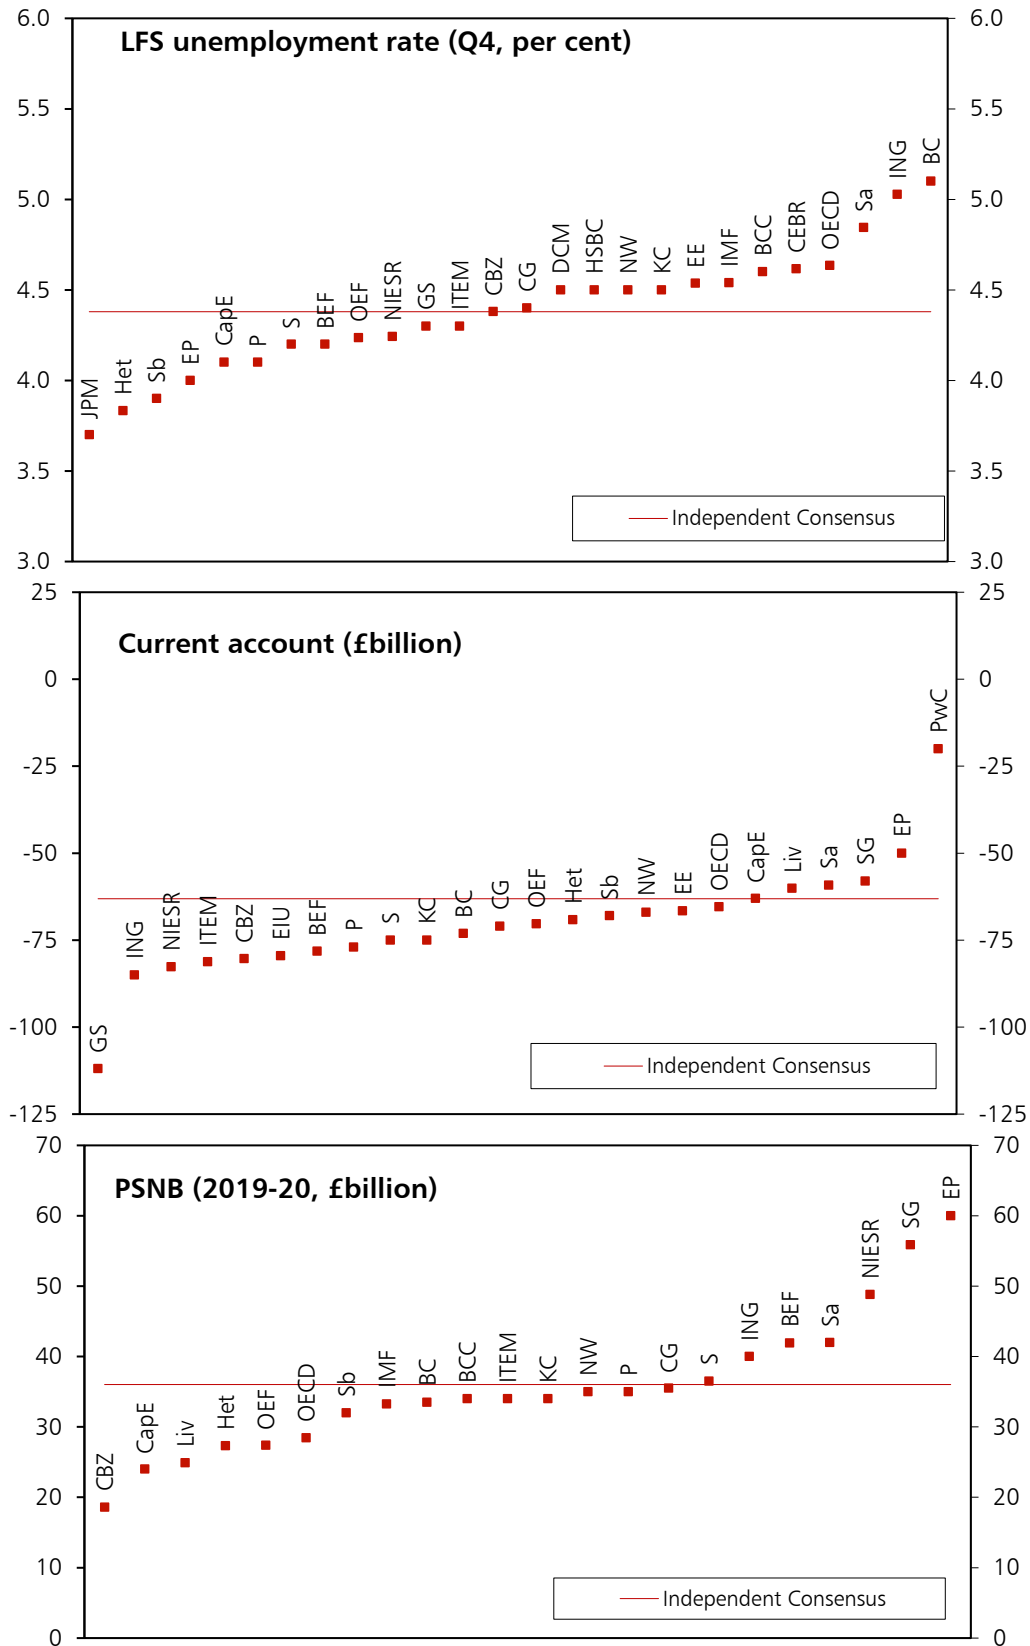 LFS unemployment rate (Q4, per cent)
6.0 6.0
5.5 5.5
5.0 5.0
4.5 4.5
4.0 4.0
3.5 3.5
3.0 3.0
JPM Het Sb EP CapE P S BEF OEF NIESR GS ITEM CBZ CG DCM HSBC NW KC EE IMF BCC CEBR OECD Sa ING BC
Independent Consensus
Current account (£billion)
25 25
0 0
-25 -25
-50 -50
-75 -75
-100 -100
-125 -125
GS ING NIESR ITEM CBZ EIU BEF P S KC BC CG OEF Het Sb NW EE OECD CapE Liv Sa SG EP PwC
Independent Consensus
PSNB (2019-20, £billion)
70 70
60 60
50 50
40 40
30 30
20 20
10 10
0 0
CBZ CapE Liv Het OEF OECD Sb IMF BC BCC ITEM KC NW P CG S ING BEF Sa NIESR SG EP
Independent Consensus